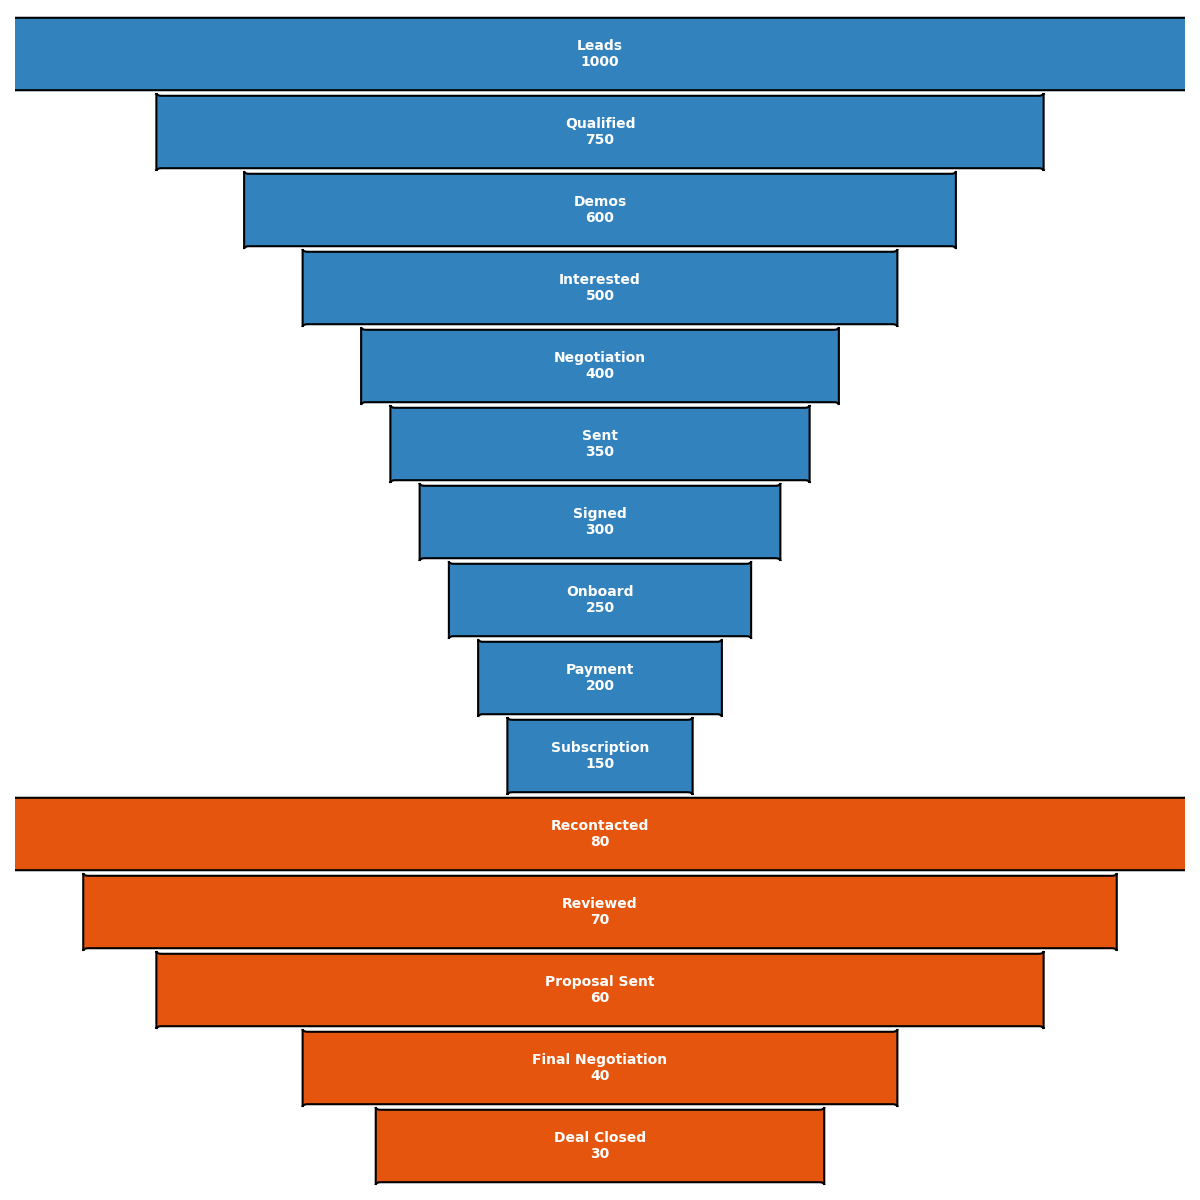 Leads
1000
Qualified
750
Demos
600
Interested
500
Negotiation
400
Sent
350
Signed
300
Onboard
250
Payment
200
Subscription
150
Recontacted
80
Reviewed
70
Proposal Sent
60
Final Negotiation
40
Deal Closed
30